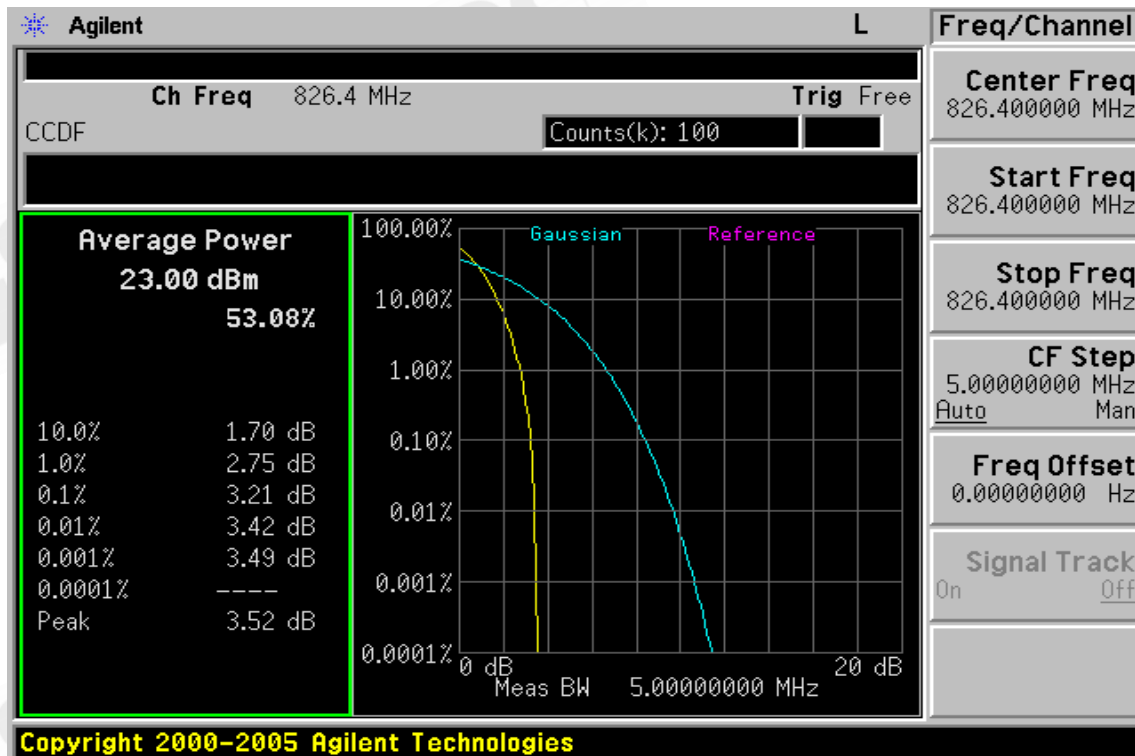 Agilent L Freq/Channel
Ch Freq 826.4 MHz Trig Free
CCDF Counts(k): 100
Average Power
23.00 dBm
53.08%
10.0% 1.70 dB
1.0% 2.75 dB
0.1% 3.21 dB
0.01% 3.42 dB
0.001% 3.49 dB
0.0001% ----
Peak 3.52 dB
Gaussian Reference
100.00%
10.00%
1.00%
0.10%
0.01%
0.001%
0.0001%
0 dB 20 dB
Meas BW 5.00000000 MHz
Center Freq
826.400000 MHz
Start Freq
826.400000 MHz
Stop Freq
826.400000 MHz
CF Step
5.00000000 MHz
Auto Man
Freq Offset
0.00000000 Hz
Signal Track
On Off
Copyright 2000-2005 Agilent Technologies